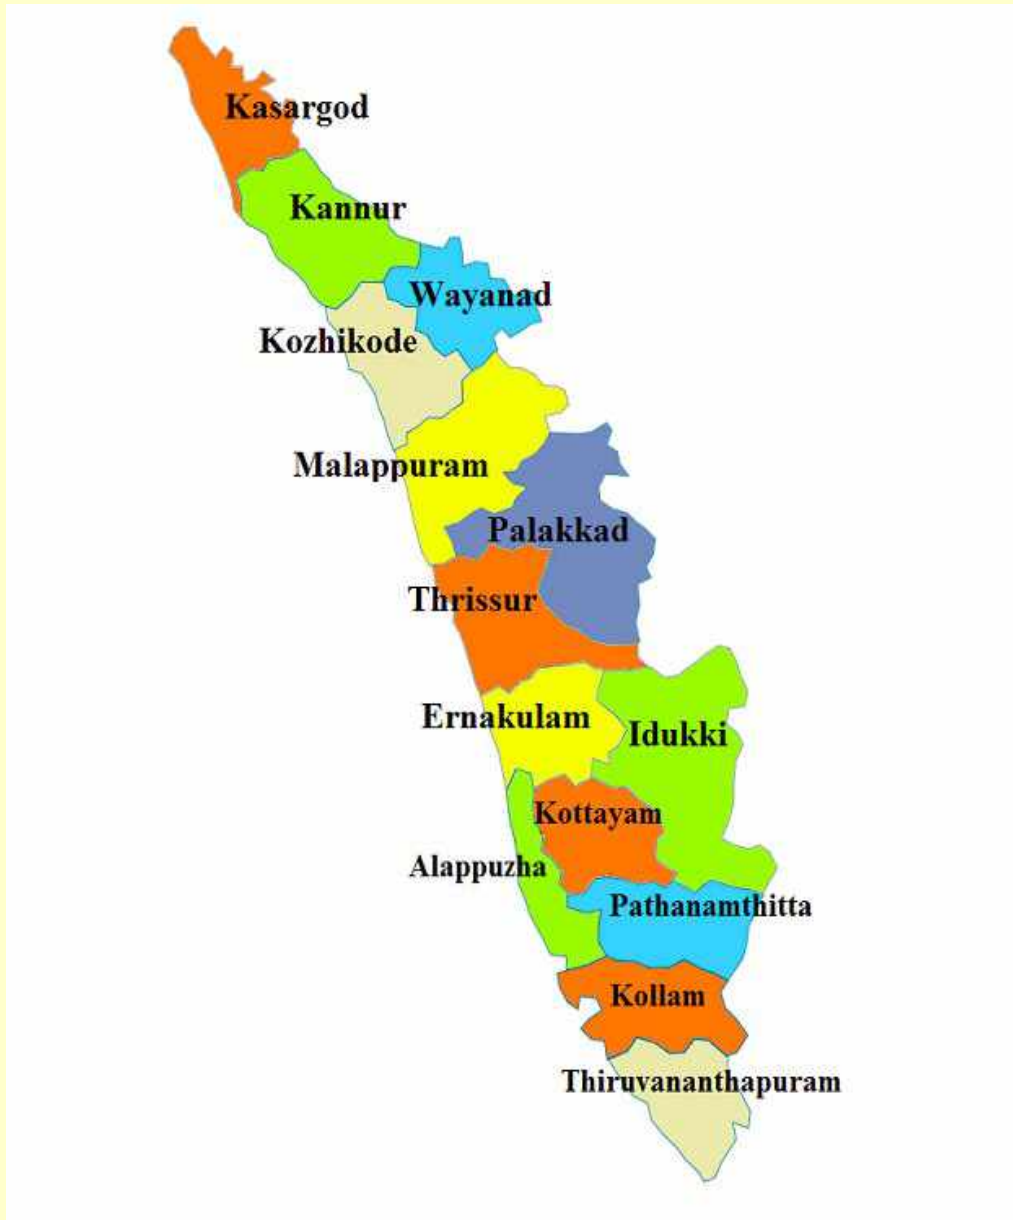 Kasargod
Kannur
Wayanad
Kozhikode
Malappuram
Palakkad
Thrissur
Ernakulam
Idukki
Kottayam
Alappuzha
Pathanamthitta
Kollam
Thiruvananthapuram